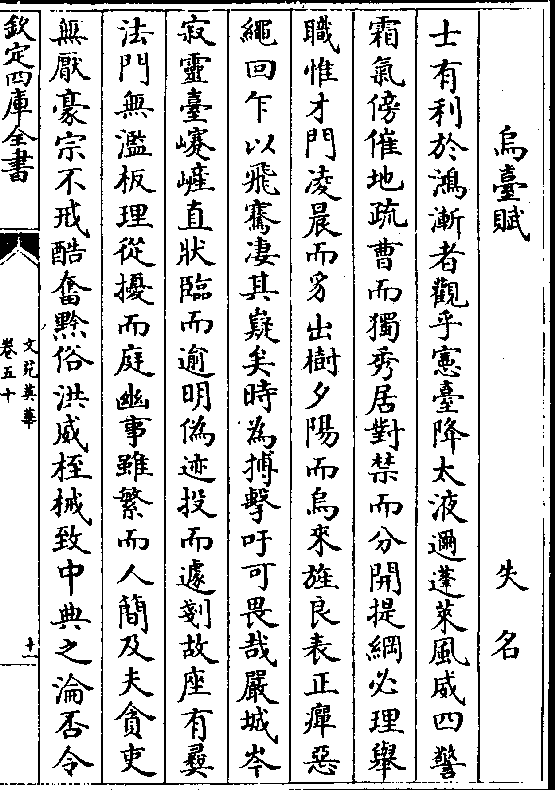 烏臺賦　　　　　　失名
士有利於鴻漸者觀乎憲臺降太液邇蓬萊風威四警
霜氣傍催地疏曹而獨秀居對禁而分開提綱必理舉
職惟才門凌晨而豸出樹夕陽而烏來旌良表正癉惡
繩回乍以飛騫凄其嶷矣時為搏擊吁可畏哉嚴城岑
寂靈臺巇嵼直狀臨而逾明偽迹投而遽剗故座有彛
法門無濫板理從擾而庭幽事雖繁而人簡及夫貪吏
無厭豪宗不戒酷奮黔俗洪威桎械致中典之淪否令
欽定四庫全書
文苑英華
卷五十
十一